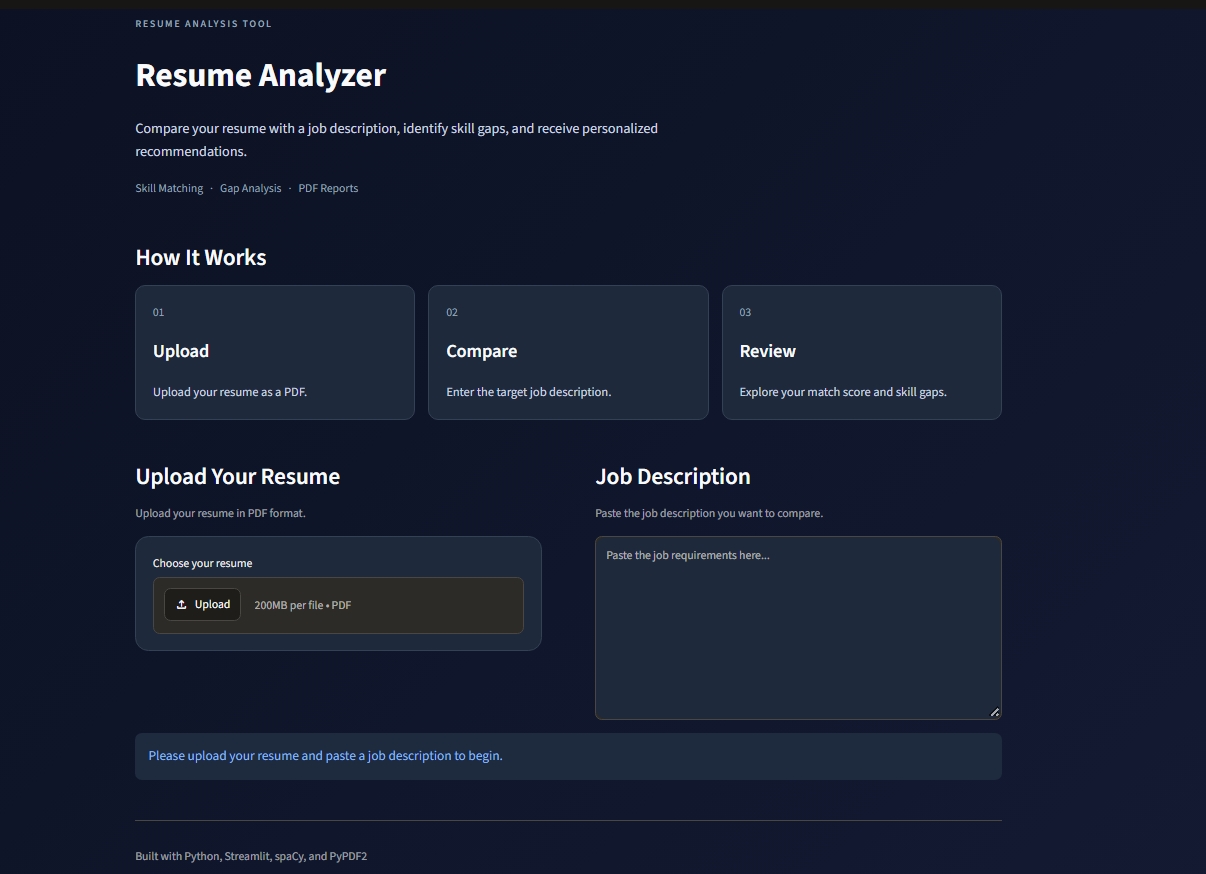 RESUME ANALYSIS TOOL
Resume Analyzer
Compare your resume with a job description, identify skill gaps, and receive personalized
recommendations.
Skill Matching · Gap Analysis · PDF Reports
How It Works
01
Upload
Upload your resume as a PDF.
02
Compare
Enter the target job description.
03
Review
Explore your match score and skill gaps.
Upload Your Resume
Upload your resume in PDF format.
Choose your resume
Upload
200MB per file • PDF
Job Description
Paste the job description you want to compare.
Paste the job requirements here...
Please upload your resume and paste a job description to begin.
Built with Python, Streamlit, spaCy, and PyPDF2